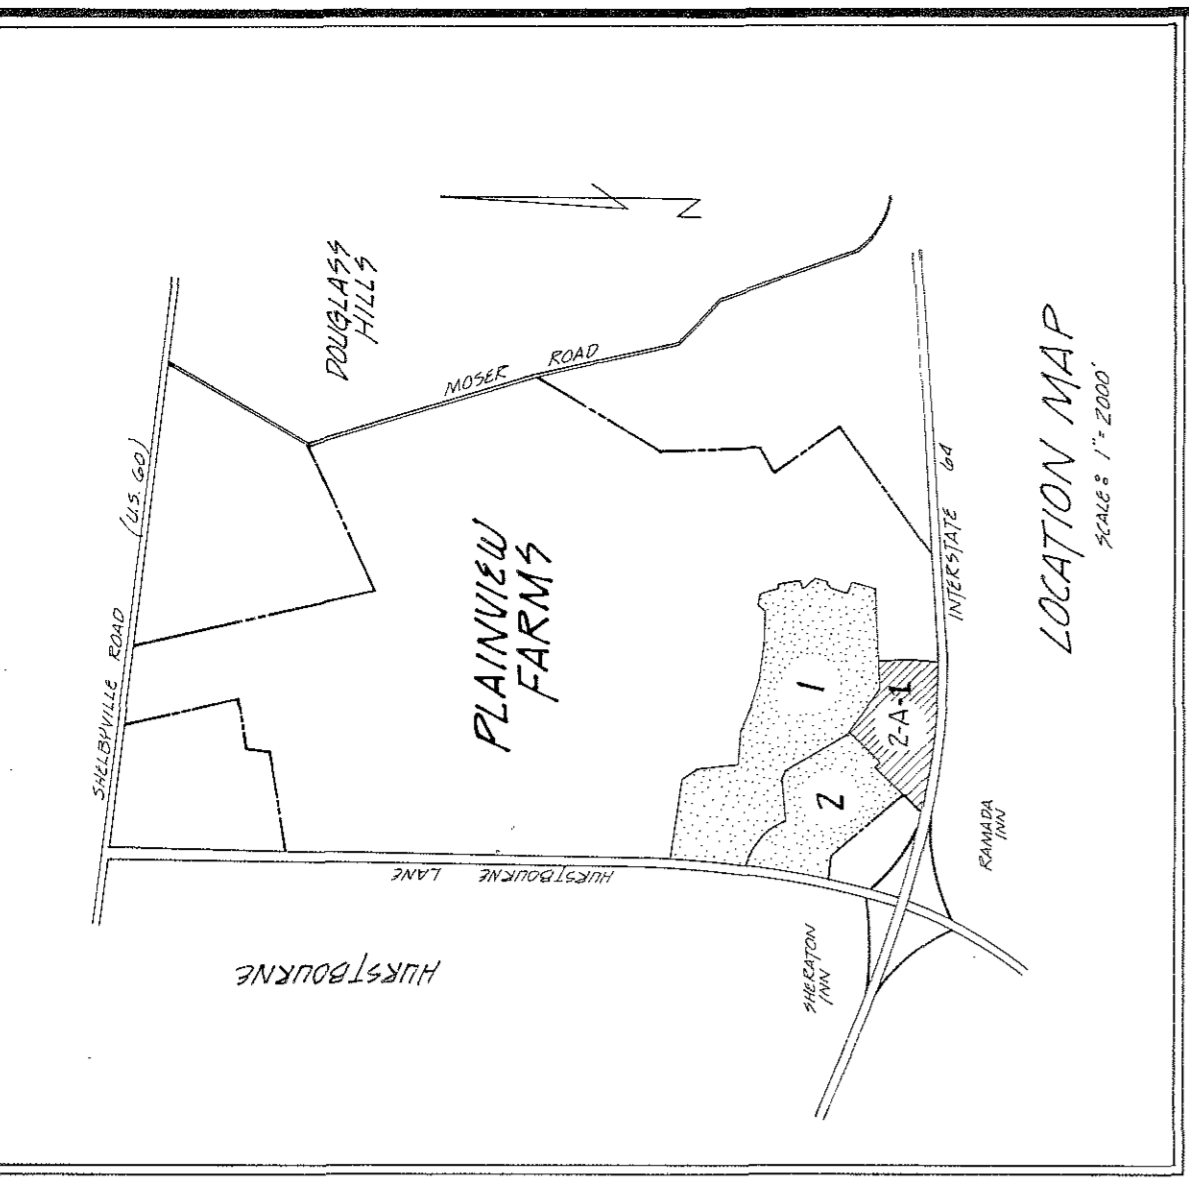 SHELBYVILLE ROAD
(U.S. 60)
DOUGLASS
HILLS
N
MOSER ROAD
PLAINVIEW
FARMS
HURSTBOURNE LANE
HURSTBOURNE
1
2
2-A-1
INTERSTATE 64
SHERATON
INN
RAMADA
INN
LOCATION MAP
SCALE: 1"=2000'